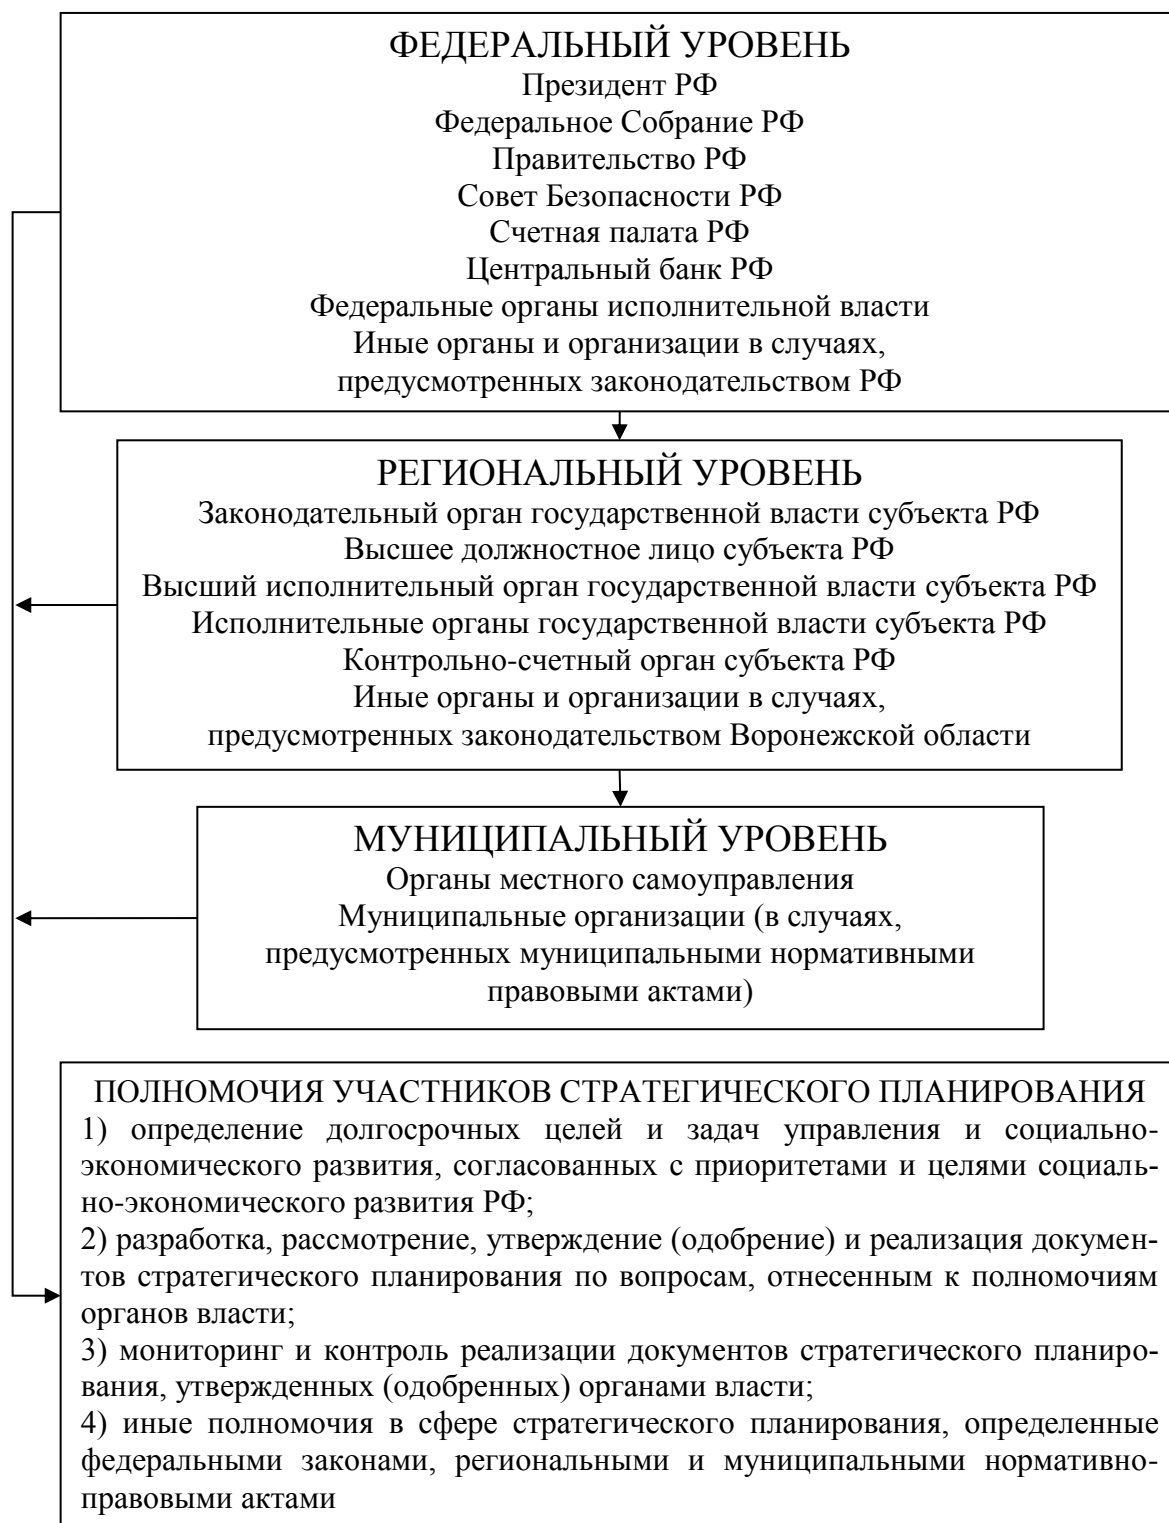 ФЕДЕРАЛЬНЫЙ УРОВЕНЬ
Президент РФ
Федеральное Собрание РФ
Правительство РФ
Совет Безопасности РФ
Счетная палата РФ
Центральный банк РФ
Федеральные органы исполнительной власти
Иные органы и организации в случаях,
предусмотренных законодательством РФ
РЕГИОНАЛЬНЫЙ УРОВЕНЬ
Законодательный орган государственной власти субъекта РФ
Высшее должностное лицо субъекта РФ
Высший исполнительный орган государственной власти субъекта РФ
Исполнительные органы государственной власти субъекта РФ
Контрольно-счетный орган субъекта РФ
Иные органы и организации в случаях,
предусмотренных законодательством Воронежской области
МУНИЦИПАЛЬНЫЙ УРОВЕНЬ
Органы местного самоуправления
Муниципальные организации (в случаях,
предусмотренных муниципальными нормативными
правовыми актами)
ПОЛНОМОЧИЯ УЧАСТНИКОВ СТРАТЕГИЧЕСКОГО ПЛАНИРОВАНИЯ
1) определение долгосрочных целей и задач управления и социально-
экономического развития, согласованных с приоритетами и целями социаль-
но-экономического развития РФ;
2) разработка, рассмотрение, утверждение (одобрение) и реализация докумен-
тов стратегического планирования по вопросам, отнесенным к полномочиям
органов власти;
3) мониторинг и контроль реализации документов стратегического планиро-
вания, утвержденных (одобренных) органами власти;
4) иные полномочия в сфере стратегического планирования, определенные
федеральными законами, региональными и муниципальными нормативно-
правовыми актами